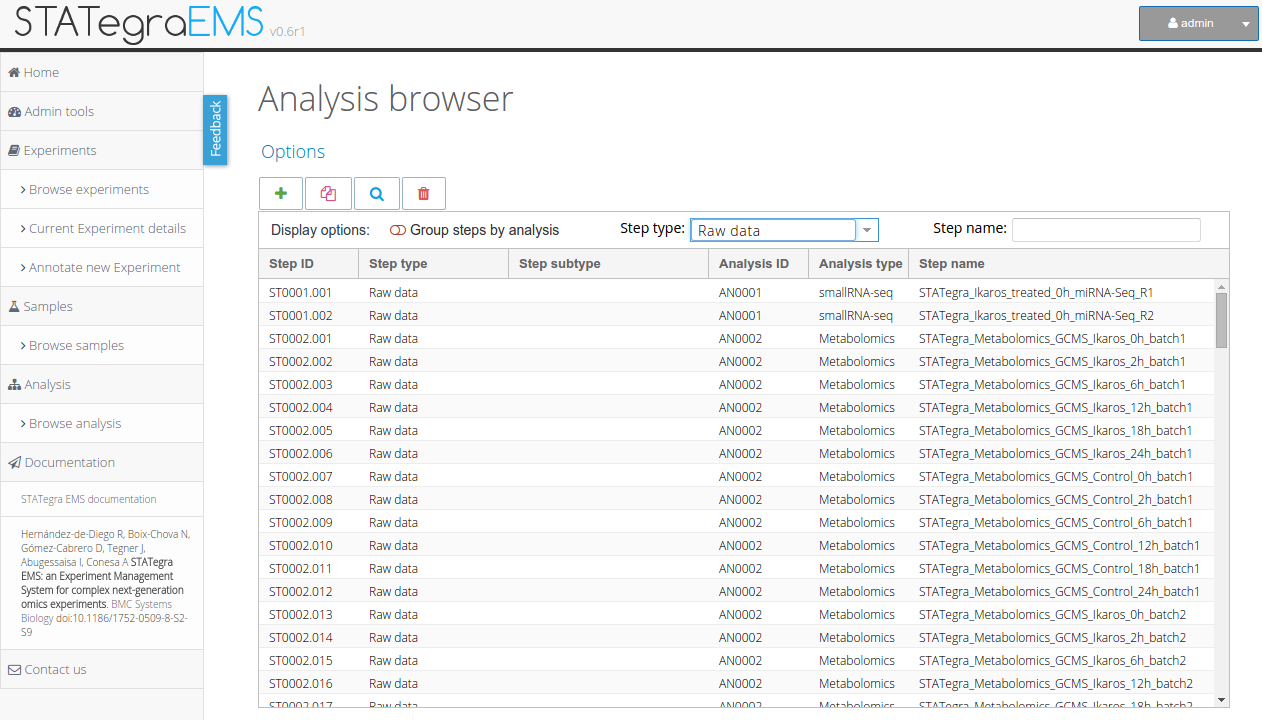 STATegraEMS v0.6r1
admin
Home
Admin tools
Experiments
Browse experiments
Current Experiment details
Annotate new Experiment
Samples
Browse samples
Analysis
Browse analysis
Documentation
STATegra EMS documentation
Hernández-de-Diego R, Boix-Chova N,
Gómez-Cabrero D, Tegner J,
Abugessaisa I, Conesa A STATegra
EMS: an Experiment Management
System for complex next-generation
omics experiments. BMC Systems
Biology doi:10.1186/1752-0509-8-S2-
S9
Contact us
Feedback
Analysis browser
Options
Display options: Group steps by analysis Step type: Raw data Step name:
Step ID Step type Step subtype Analysis ID Analysis type Step name
ST0001.001 Raw data AN0001 smallRNA-seq STATegra_Ikaros_treated_0h_miRNA-Seq_R1
ST0001.002 Raw data AN0001 smallRNA-seq STATegra_Ikaros_treated_0h_miRNA-Seq_R2
ST0002.001 Raw data AN0002 Metabolomics STATegra_Metabolomics_GCMS_Ikaros_0h_batch1
ST0002.002 Raw data AN0002 Metabolomics STATegra_Metabolomics_GCMS_Ikaros_2h_batch1
ST0002.003 Raw data AN0002 Metabolomics STATegra_Metabolomics_GCMS_Ikaros_6h_batch1
ST0002.004 Raw data AN0002 Metabolomics STATegra_Metabolomics_GCMS_Ikaros_12h_batch1
ST0002.005 Raw data AN0002 Metabolomics STATegra_Metabolomics_GCMS_Ikaros_18h_batch1
ST0002.006 Raw data AN0002 Metabolomics STATegra_Metabolomics_GCMS_Ikaros_24h_batch1
ST0002.007 Raw data AN0002 Metabolomics STATegra_Metabolomics_GCMS_Control_0h_batch1
ST0002.008 Raw data AN0002 Metabolomics STATegra_Metabolomics_GCMS_Control_2h_batch1
ST0002.009 Raw data AN0002 Metabolomics STATegra_Metabolomics_GCMS_Control_6h_batch1
ST0002.010 Raw data AN0002 Metabolomics STATegra_Metabolomics_GCMS_Control_12h_batch1
ST0002.011 Raw data AN0002 Metabolomics STATegra_Metabolomics_GCMS_Control_18h_batch1
ST0002.012 Raw data AN0002 Metabolomics STATegra_Metabolomics_GCMS_Control_24h_batch1
ST0002.013 Raw data AN0002 Metabolomics STATegra_Metabolomics_GCMS_Ikaros_0h_batch2
ST0002.014 Raw data AN0002 Metabolomics STATegra_Metabolomics_GCMS_Ikaros_2h_batch2
ST0002.015 Raw data AN0002 Metabolomics STATegra_Metabolomics_GCMS_Ikaros_6h_batch2
ST0002.016 Raw data AN0002 Metabolomics STATegra_Metabolomics_GCMS_Ikaros_12h_batch2
ST0002.017 Raw data AN0002 Metabolomics STATegra_Metabolomics_GCMS_Ikaros_18h_batch2